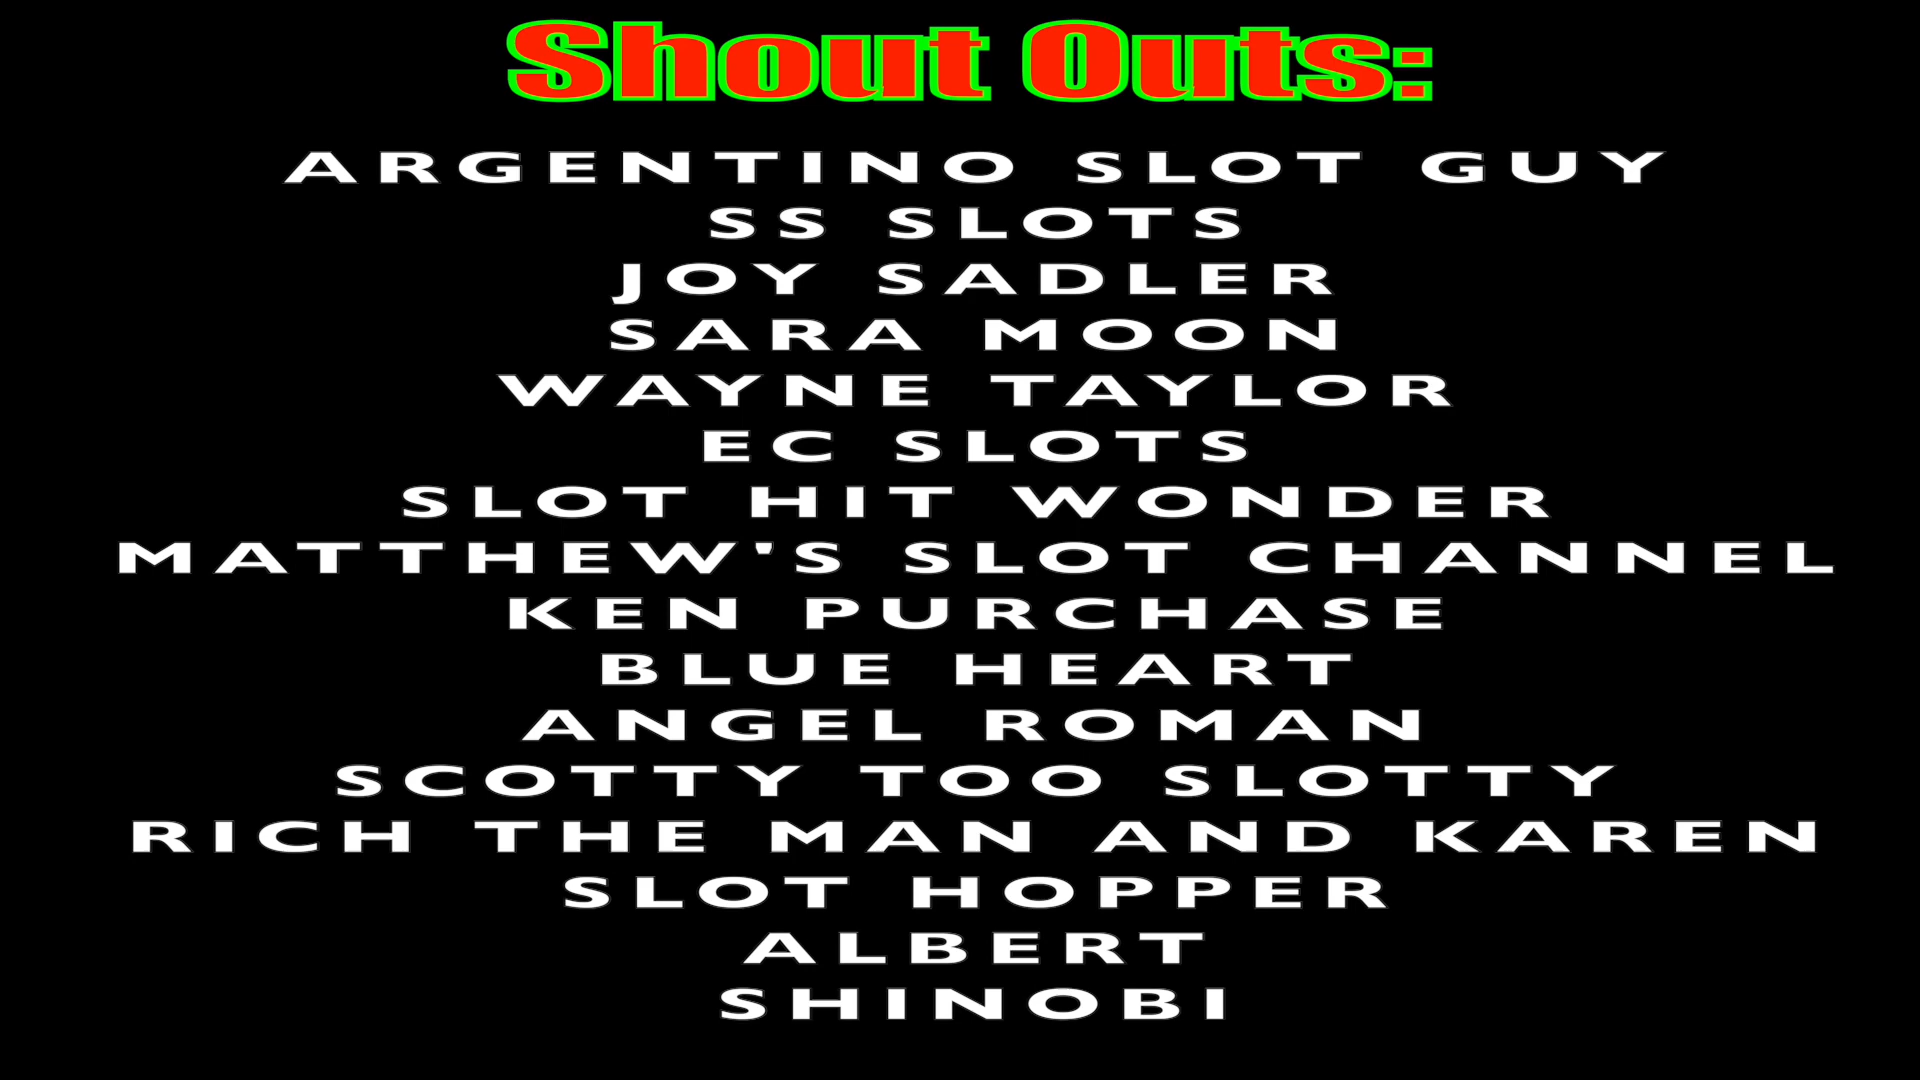 Shout Outs:
ARGENTINO SLOT GUY
SS SLOTS
JOY SADLER
SARA MOON
WAYNE TAYLOR
EC SLOTS
SLOT HIT WONDER
MATTHEW'S SLOT CHANNEL
KEN PURCHASE
BLUE HEART
ANGEL ROMAN
SCOTTY TOO SLOTTY
RICH THE MAN AND KAREN
SLOT HOPPER
ALBERT
SHINOBI